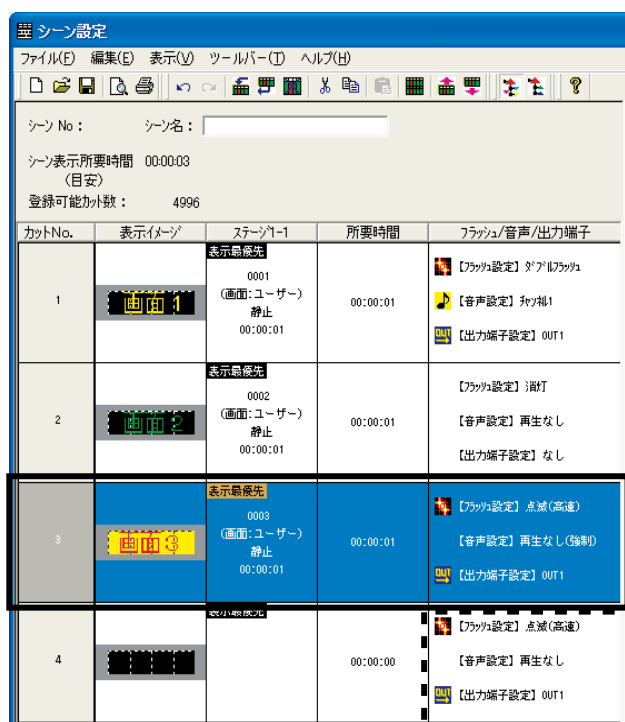 シーン設定
ファイル(F) 編集(E) 表示(V) ツールバー(T) ヘルプ(H)
シーン No : シーン名 :
シーン表示所要時間 00:00:03
(目安)
登録可能カット数 : 4996
カットNo. 表示イメージ ステージ1-1 所要時間 フラッシュ/音声/出力端子
表示最優先
1 画面 1 0001
(画面:ユーザー)
静止
00:00:01
00:00:01
【フラッシュ設定】ダブルフラッシュ
【音声設定】チャンネル1
OUT 【出力端子設定】OUT1
表示最優先
2 画面 2 0002
(画面:ユーザー)
静止
00:00:01
00:00:01
【フラッシュ設定】消灯
【音声設定】再生なし
【出力端子設定】なし
表示最優先
3 画面 3 0003
(画面:ユーザー)
静止
00:00:01
00:00:01
【フラッシュ設定】点滅(高速)
【音声設定】再生なし(強制)
OUT 【出力端子設定】OUT1
表示最優先
4 00:00:00
【フラッシュ設定】点滅(高速)
【音声設定】再生なし
OUT 【出力端子設定】OUT1